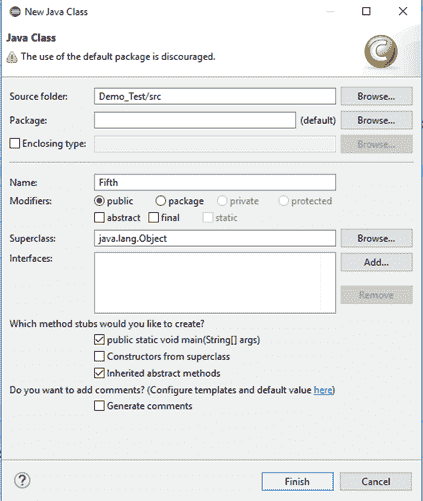 New Java Class
Java Class
The use of the default package is discouraged.
Source folder: Demo_Test/src Browse...
Package: (default) Browse...
Enclosing type: Browse...
Name: Fifth
Modifiers: public package private protected
abstract final static
Superclass: java.lang.Object Browse...
Interfaces: Add...
Remove
Which method stubs would you like to create?
public static void main(String[] args)
Constructors from superclass
Inherited abstract methods
Do you want to add comments? (Configure templates and default value here)
Generate comments
? Finish Cancel